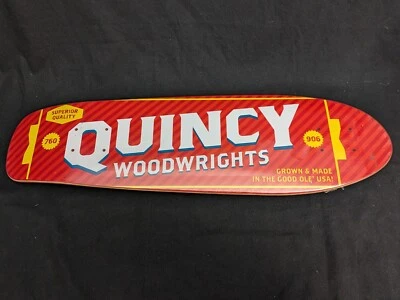 SUPERIOR
QUALITY
760
QUINCY
906
WOODWRIGHTS
GROWN & MADE
IN THE GOOD OLE' USA!